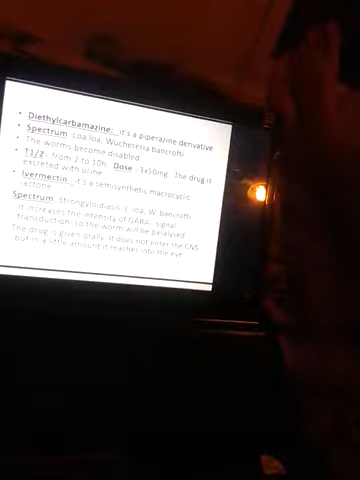 • Diethylcarbamazine: it's a piperazine derivative
• Spectrum: Loa loa, Wuchererria bancrofti.
• The worms become disabled
• T1/2- from 2 to 10h. Dose : 3x50mg. The drug is
excreted with urine
• Ivermectin it's a semisynthetic macrocyclic
lactone
Spectrum: Strongyloidiasis. L. loa, W. bancrofti
It increases the intensity of GABA- signal
transduction, so the worm will be paralysed
The drug is given orally. It does not enter the CNS
but in a little amount it reaches into the eye